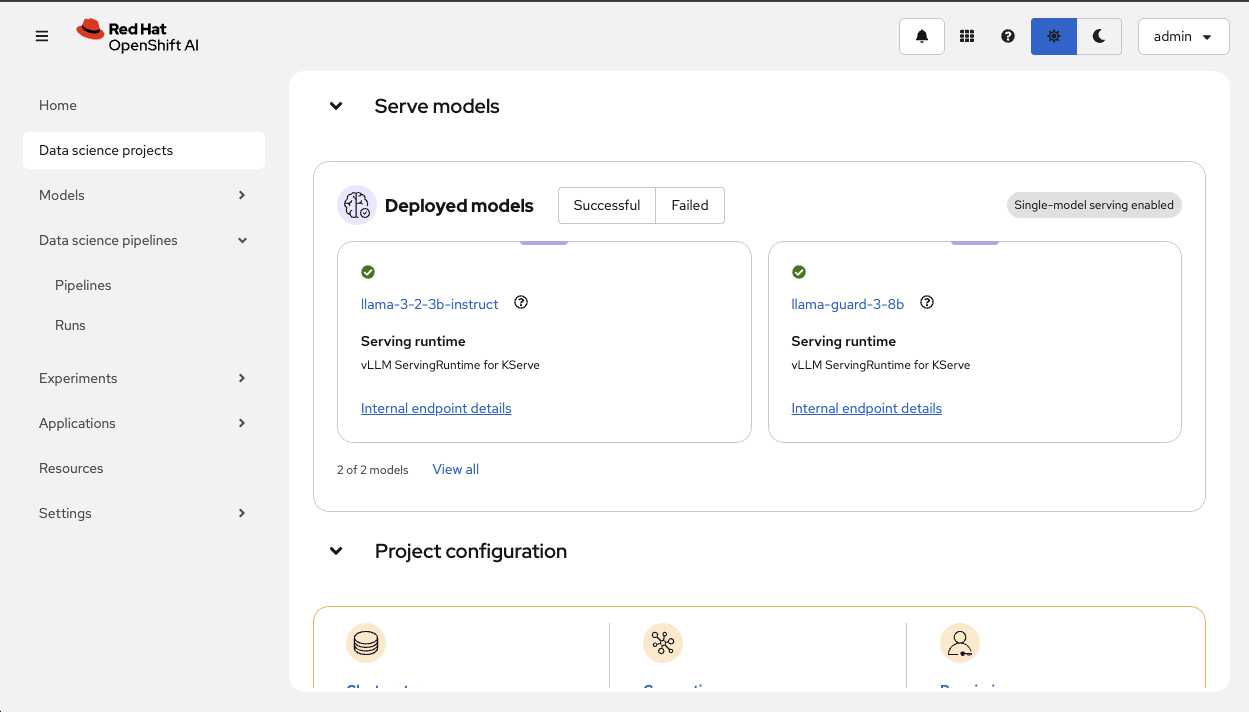 Red Hat
OpenShift AI
admin
Home
Data science projects
Models
Data science pipelines
Pipelines
Runs
Experiments
Applications
Resources
Settings
Serve models
Deployed models
Successful
Failed
Single-model serving enabled
llama-3-2-3b-instruct
Serving runtime
vLLM ServingRuntime for KServe
Internal endpoint details
llama-guard-3-8b
Serving runtime
vLLM ServingRuntime for KServe
Internal endpoint details
2 of 2 models
View all
Project configuration